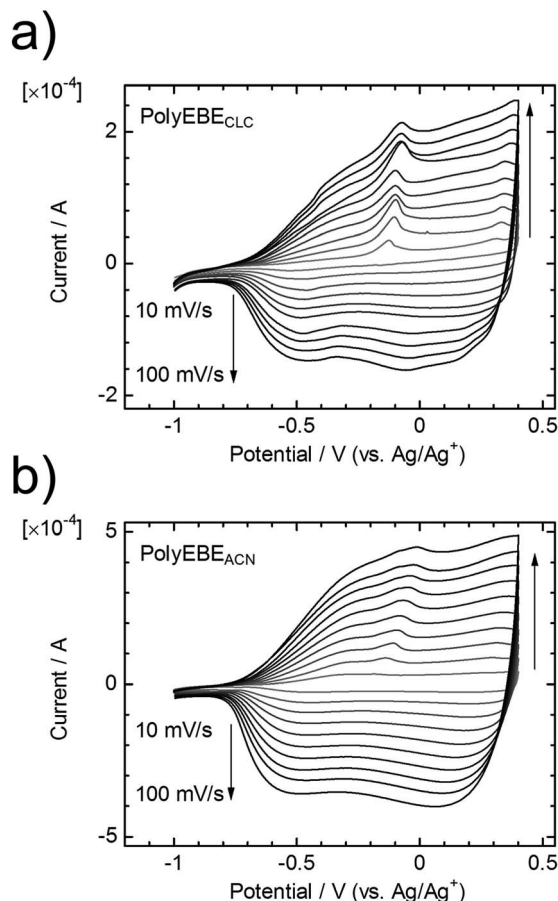 a)
[×10⁻⁴]
PolyEBE_CLC
2
0
-2
Current / A
10 mV/s
100 mV/s
-1
-0.5
0
0.5
Potential / V (vs. Ag/Ag⁺)
b)
[×10⁻⁴]
PolyEBE_ACN
5
0
-5
Current / A
10 mV/s
100 mV/s
-1
-0.5
0
0.5
Potential / V (vs. Ag/Ag⁺)